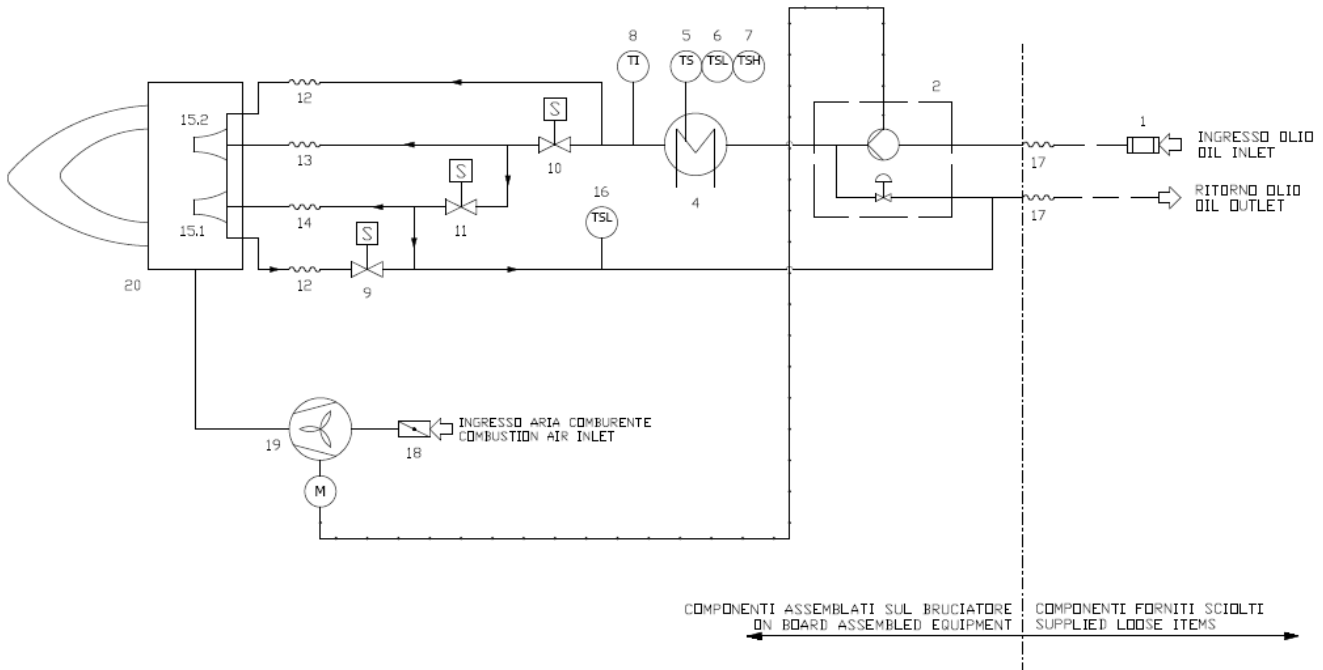 8
5
6
7
TI
TS
TSL
TSH
2
1
12
S
15.2
INGRESSO OLIO
OIL INLET
13
10
17
S
16
4
RITORNO OLIO
OIL OUTLET
15.1
14
11
TSL
17
S
20
12
9
INGRESSO ARIA COMBURENTE
COMBUSTION AIR INLET
19
18
M
COMPONENTI ASSEMBLATI SUL BRUCIATORE
ON BOARD ASSEMBLED EQUIPMENT
COMPONENTI FORNITI SCIOLTI
SUPPLIED LOOSE ITEMS